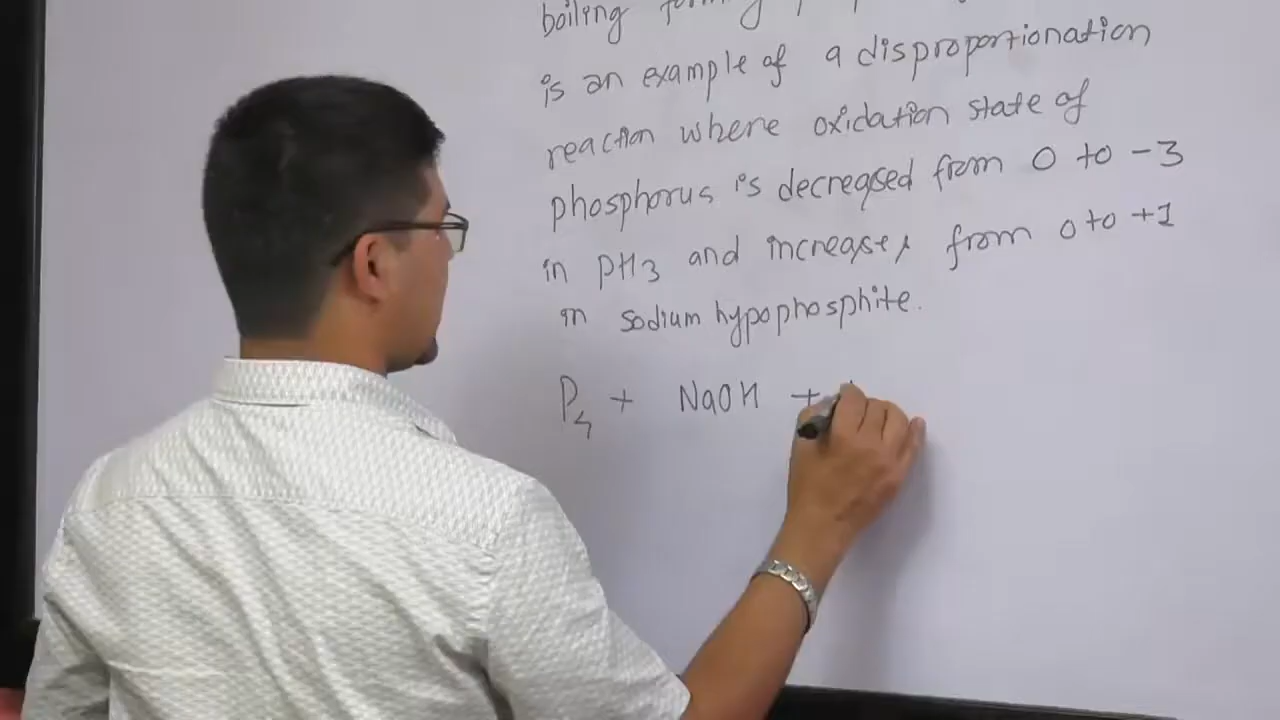 boiling
is an example of a disproportionation
reaction where oxidation state of
phosphorus is decreased from 0 to -3
in PH3 and increases from 0 to +1
in sodium hypophosphite.
P4 + NaOH +